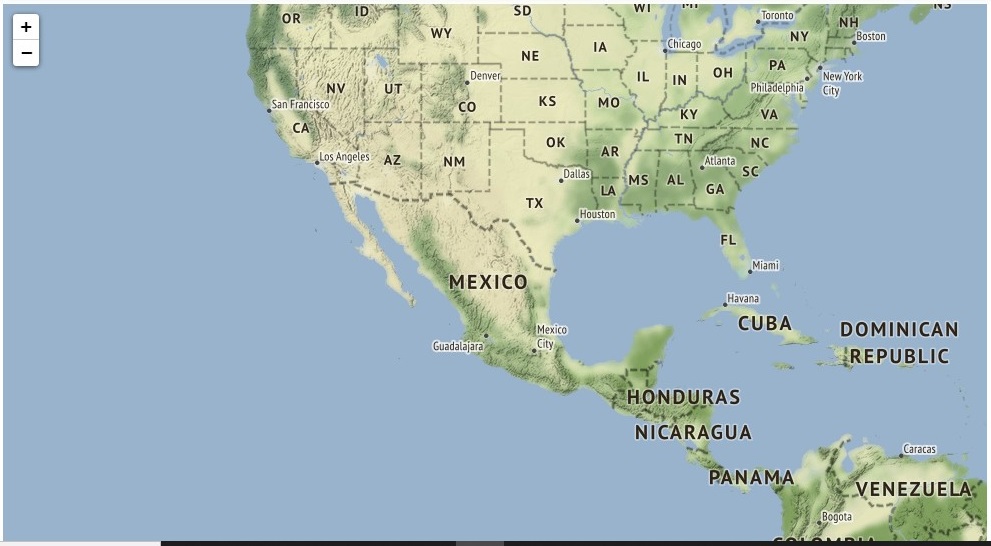 +
−
OR
ID
SD
WI
MI
NS
WY
Toronto
NH
NY
Boston
Chicago
IA
NE
PA
IL
IN
OH
Denver
New York
City
Philadelphia
NV
UT
CO
KS
MO
San Francisco
KY
VA
CA
OK
TN
NC
AR
Los Angeles
AZ
NM
Atlanta
SC
Dallas
MS
AL
GA
LA
TX
Houston
FL
Miami
MEXICO
Havana
CUBA
DOMINICAN
REPUBLIC
Mexico
City
Guadalajara
HONDURAS
NICARAGUA
Caracas
PANAMA
VENEZUELA
Bogota
COLOMBIA